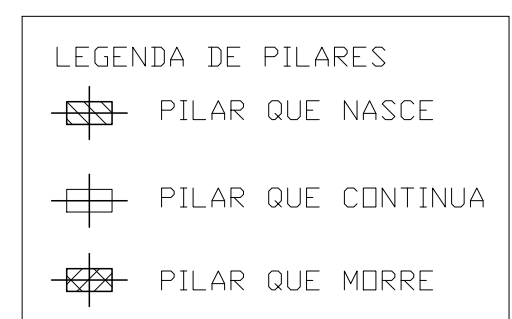 LEGENDA DE PILARES
PILAR QUE NASCE
PILAR QUE CONTINUA
PILAR QUE MORRE